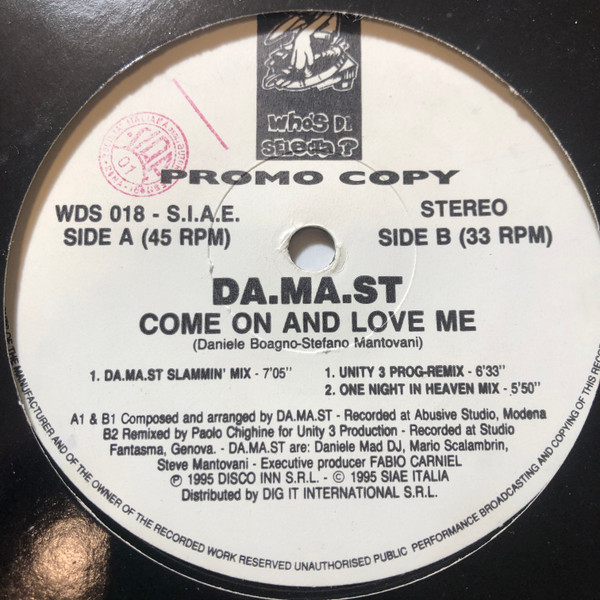 Who's DI
SELECTA?
PROMO COPY
WDS 018 - S.I.A.E.
SIDE A (45 RPM)
STEREO
SIDE B (33 RPM)
01
DA.MA.ST
COME ON AND LOVE ME
(Daniele Boagno-Stefano Mantovani)
1. DA.MA.ST SLAMMIN' MIX - 7'05"
1. UNITY 3 PROG-REMIX - 6'33"
2. ONE NIGHT IN HEAVEN MIX - 5'50"
A1 & B1 Composed and arranged by DA.MA.ST - Recorded at Abusive Studio, Modena
B2 Remixed by Paolo Chighine for Unity 3 Production - Recorded at Studio
Fantasma, Genova. - DA.MA.ST are: Daniele Mad DJ, Mario Scalambrin,
Steve Mantovani - Executive producer FABIO CARNIEL
℗ 1995 DISCO INN S.R.L. - © 1995 SIAE ITALIA
Distributed by DIG IT INTERNATIONAL S.R.L.
MANUFACTURER AND OF THE OWNER OF THE RECORDED WORK RESERVED UNAUTHORISED PUBLIC PERFORMANCE BROADCASTING AND COPYING OF THIS